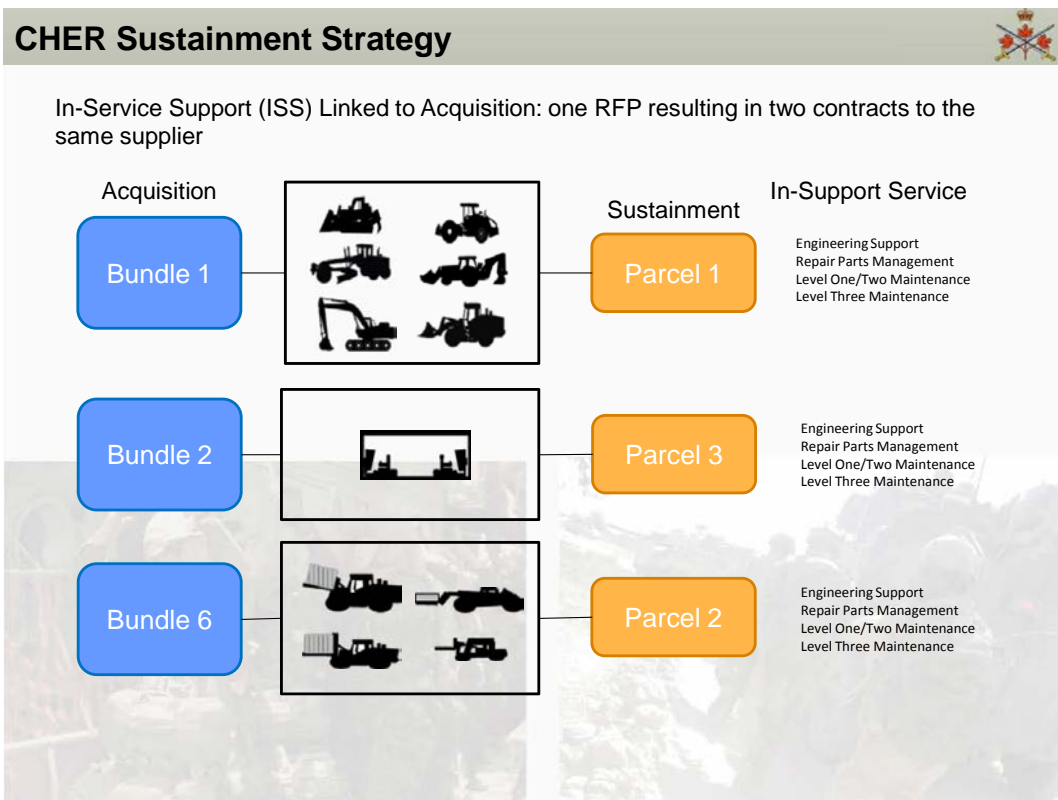 CHER Sustainment Strategy
In-Service Support (ISS) Linked to Acquisition: one RFP resulting in two contracts to the
same supplier
Acquisition
Sustainment
In-Support Service
Bundle 1
Parcel 1
Engineering Support
Repair Parts Management
Level One/Two Maintenance
Level Three Maintenance
Bundle 2
Parcel 3
Engineering Support
Repair Parts Management
Level One/Two Maintenance
Level Three Maintenance
Bundle 6
Parcel 2
Engineering Support
Repair Parts Management
Level One/Two Maintenance
Level Three Maintenance